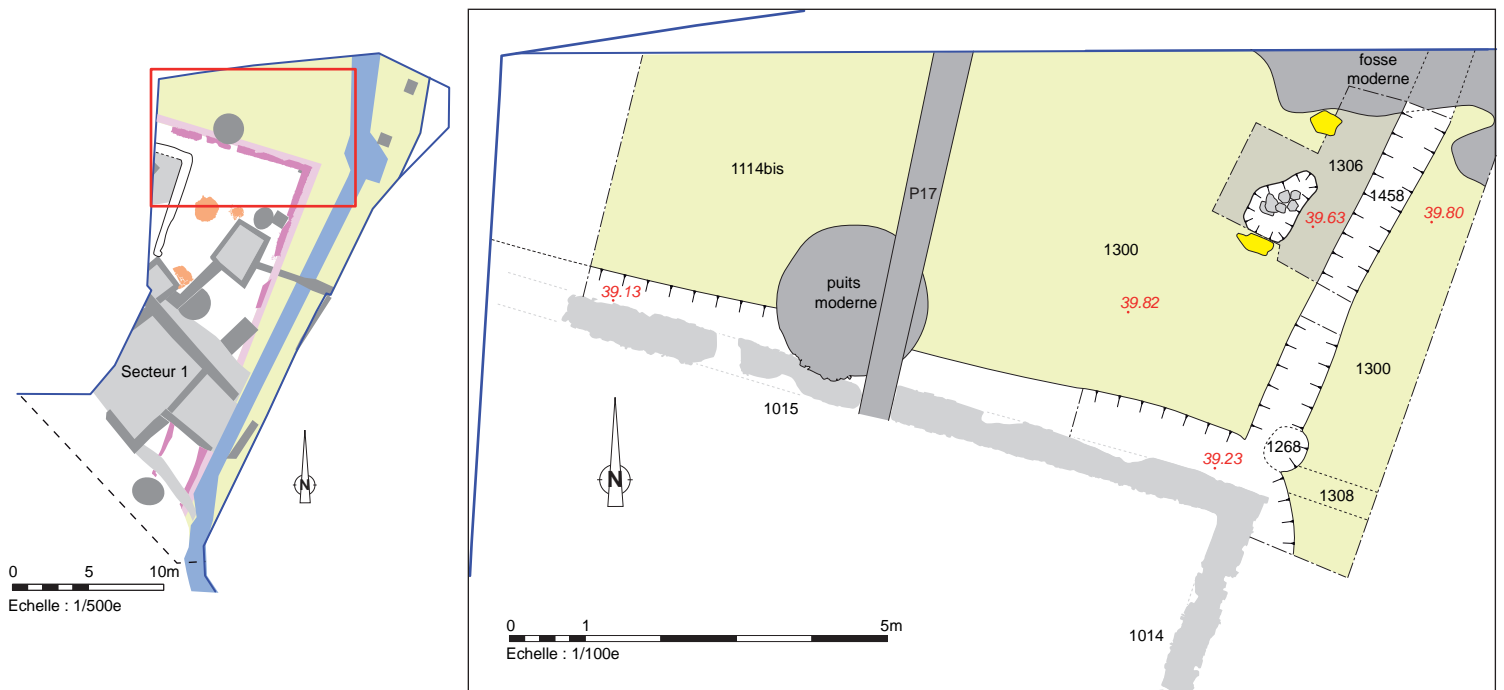 Secteur 1
N
0 5 10m
Echelle : 1/500e
fosse
moderne
1114bis
P17
1306
1458
39.63
39.80
1300
puits
moderne
39.13
39.82
1300
1015
1268
39.23
1308
N
1014
0 1 5m
Echelle : 1/100e